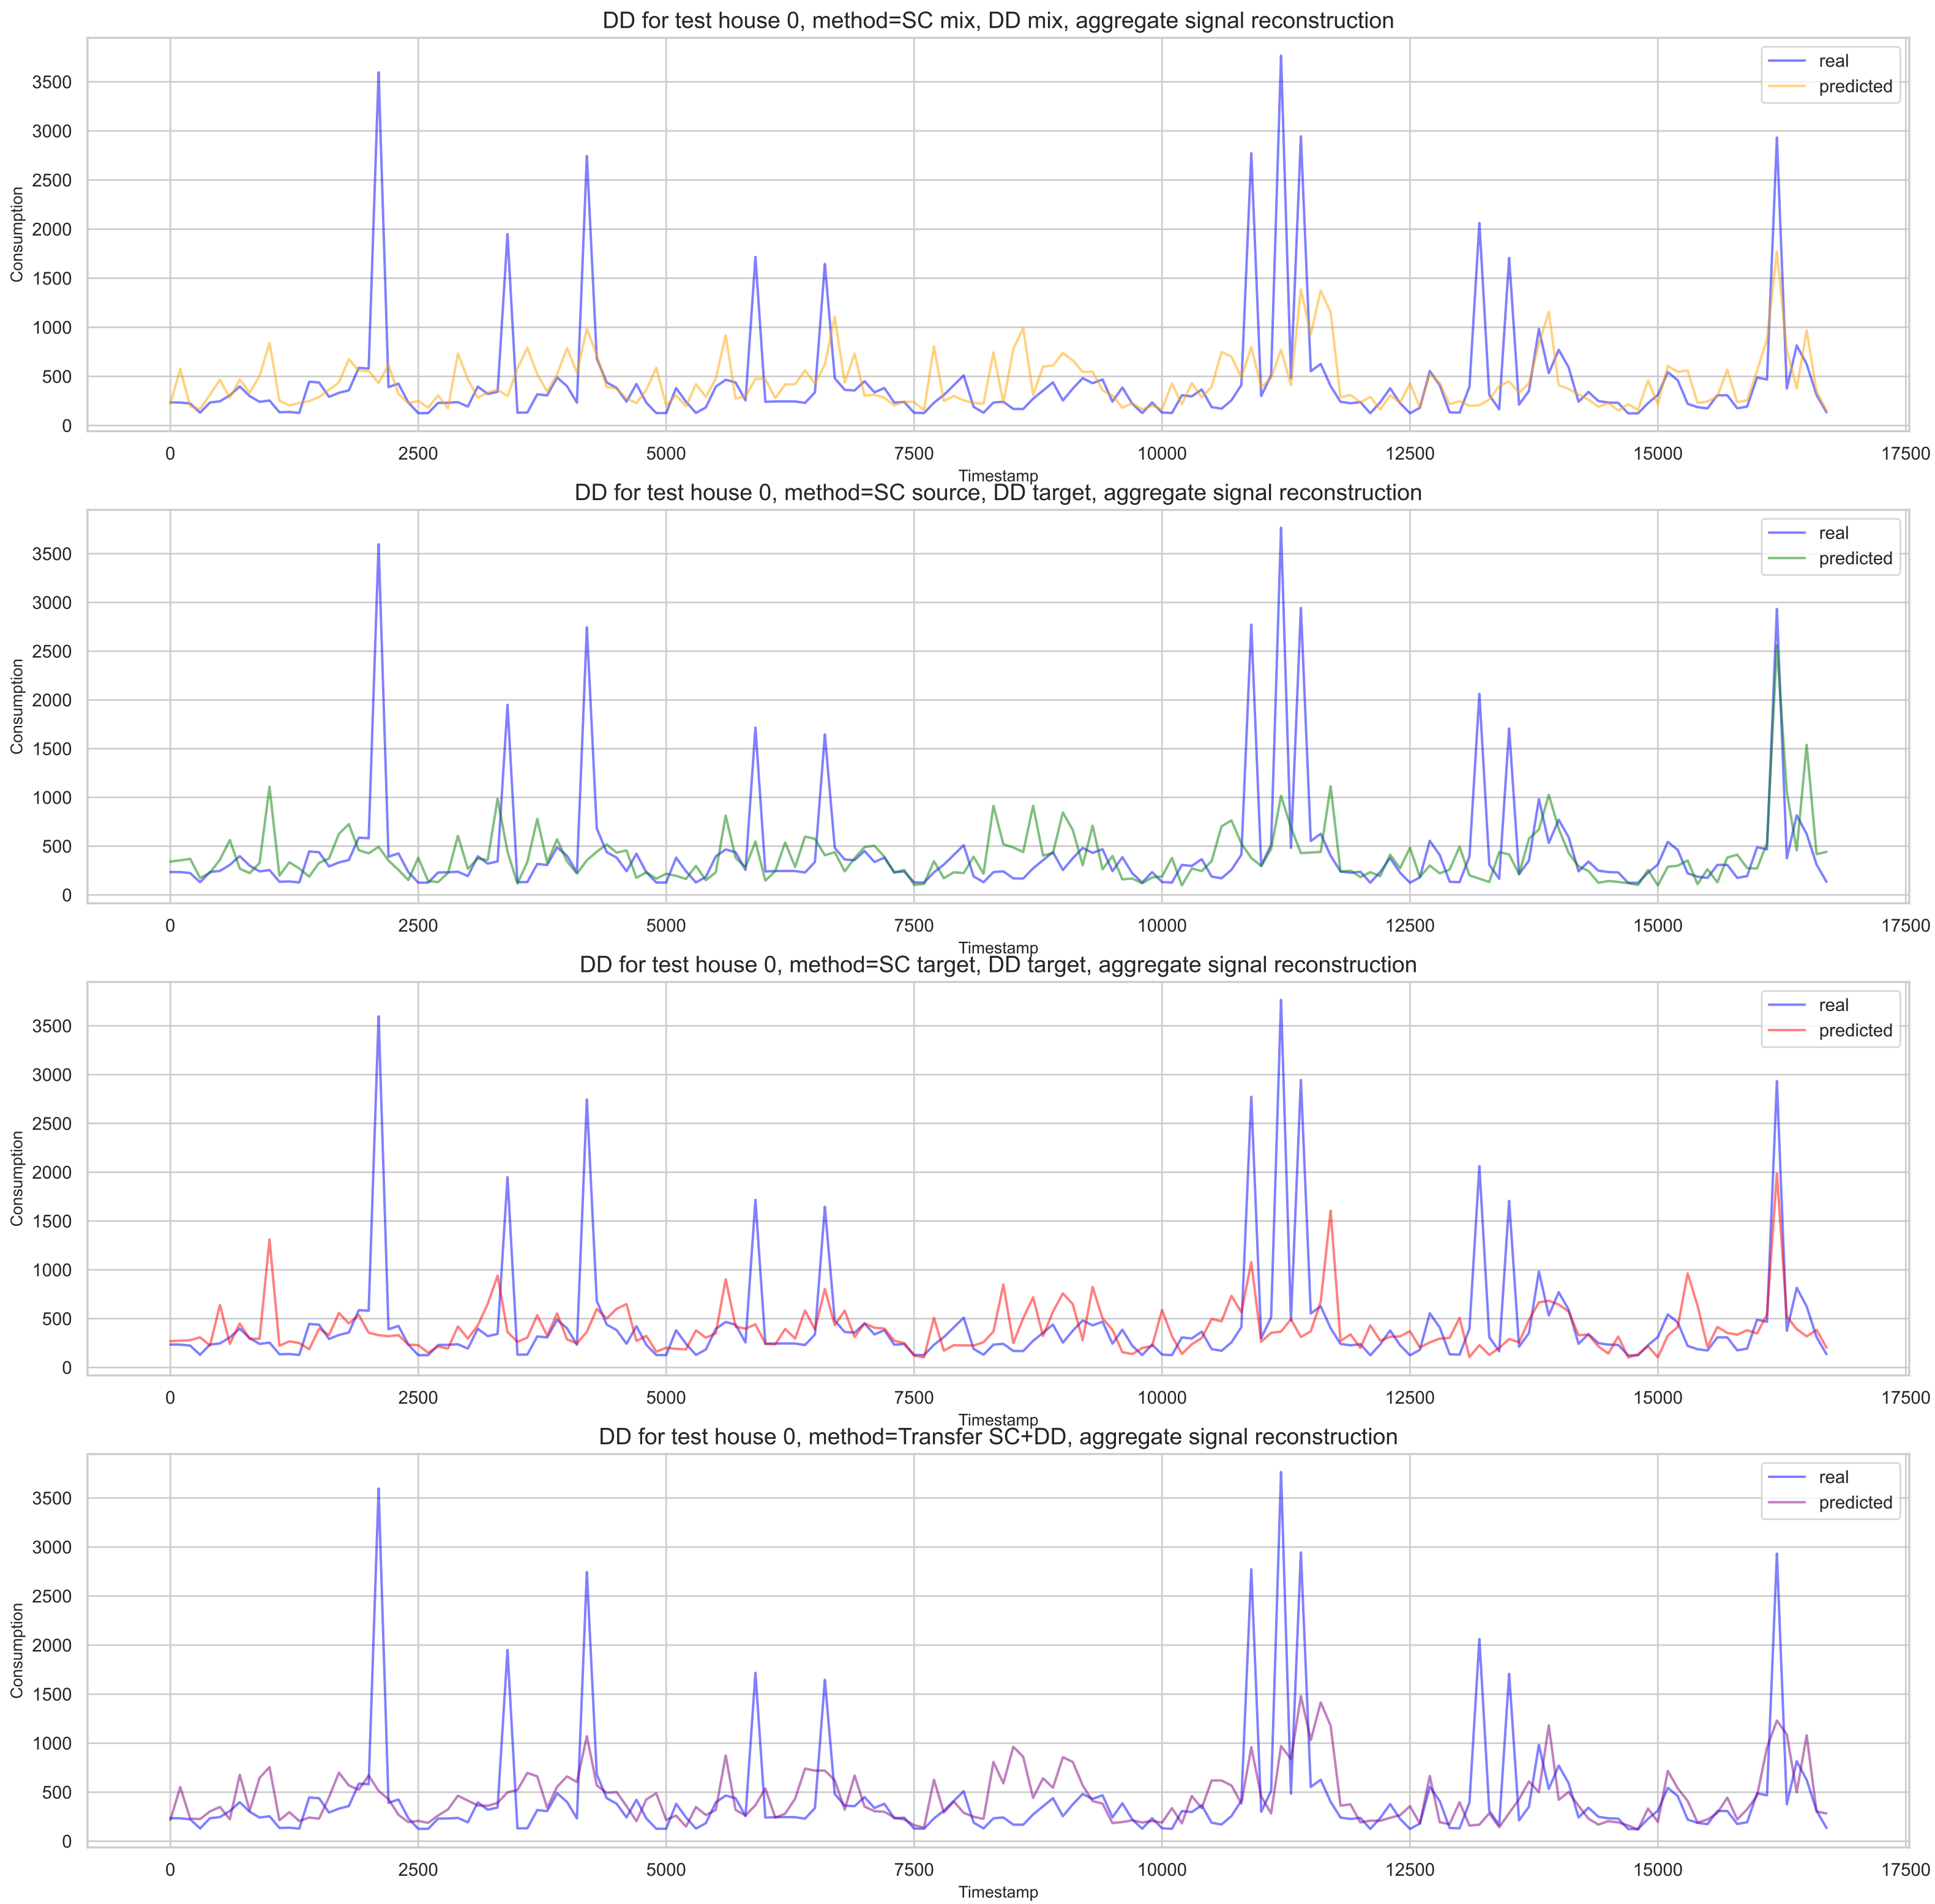 DD for test house 0, method=SC mix, DD mix, aggregate signal reconstruction
real
predicted
3500
3000
2500
2000
1500
1000
500
0
Consumption
0 2500 5000 7500 10000 12500 15000 17500
Timestamp
DD for test house 0, method=SC source, DD target, aggregate signal reconstruction
real
predicted
3500
3000
2500
2000
1500
1000
500
0
Consumption
0 2500 5000 7500 10000 12500 15000 17500
Timestamp
DD for test house 0, method=SC target, DD target, aggregate signal reconstruction
real
predicted
3500
3000
2500
2000
1500
1000
500
0
Consumption
0 2500 5000 7500 10000 12500 15000 17500
Timestamp
DD for test house 0, method=Transfer SC+DD, aggregate signal reconstruction
real
predicted
3500
3000
2500
2000
1500
1000
500
0
Consumption
0 2500 5000 7500 10000 12500 15000 17500
Timestamp